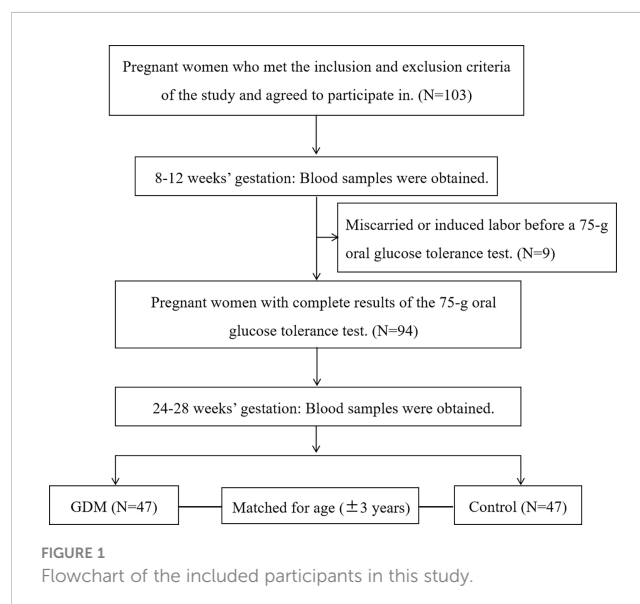 Pregnant women who met the inclusion and exclusion criteria
of the study and agreed to participate in. (N=103)
8-12 weeks’ gestation: Blood samples were obtained.
Miscarried or induced labor before a 75-g
oral glucose tolerance test. (N=9)
Pregnant women with complete results of the 75-g oral
glucose tolerance test. (N=94)
24-28 weeks’ gestation: Blood samples were obtained.
GDM (N=47)
Matched for age (±3 years)
Control (N=47)
FIGURE 1
Flowchart of the included participants in this study.